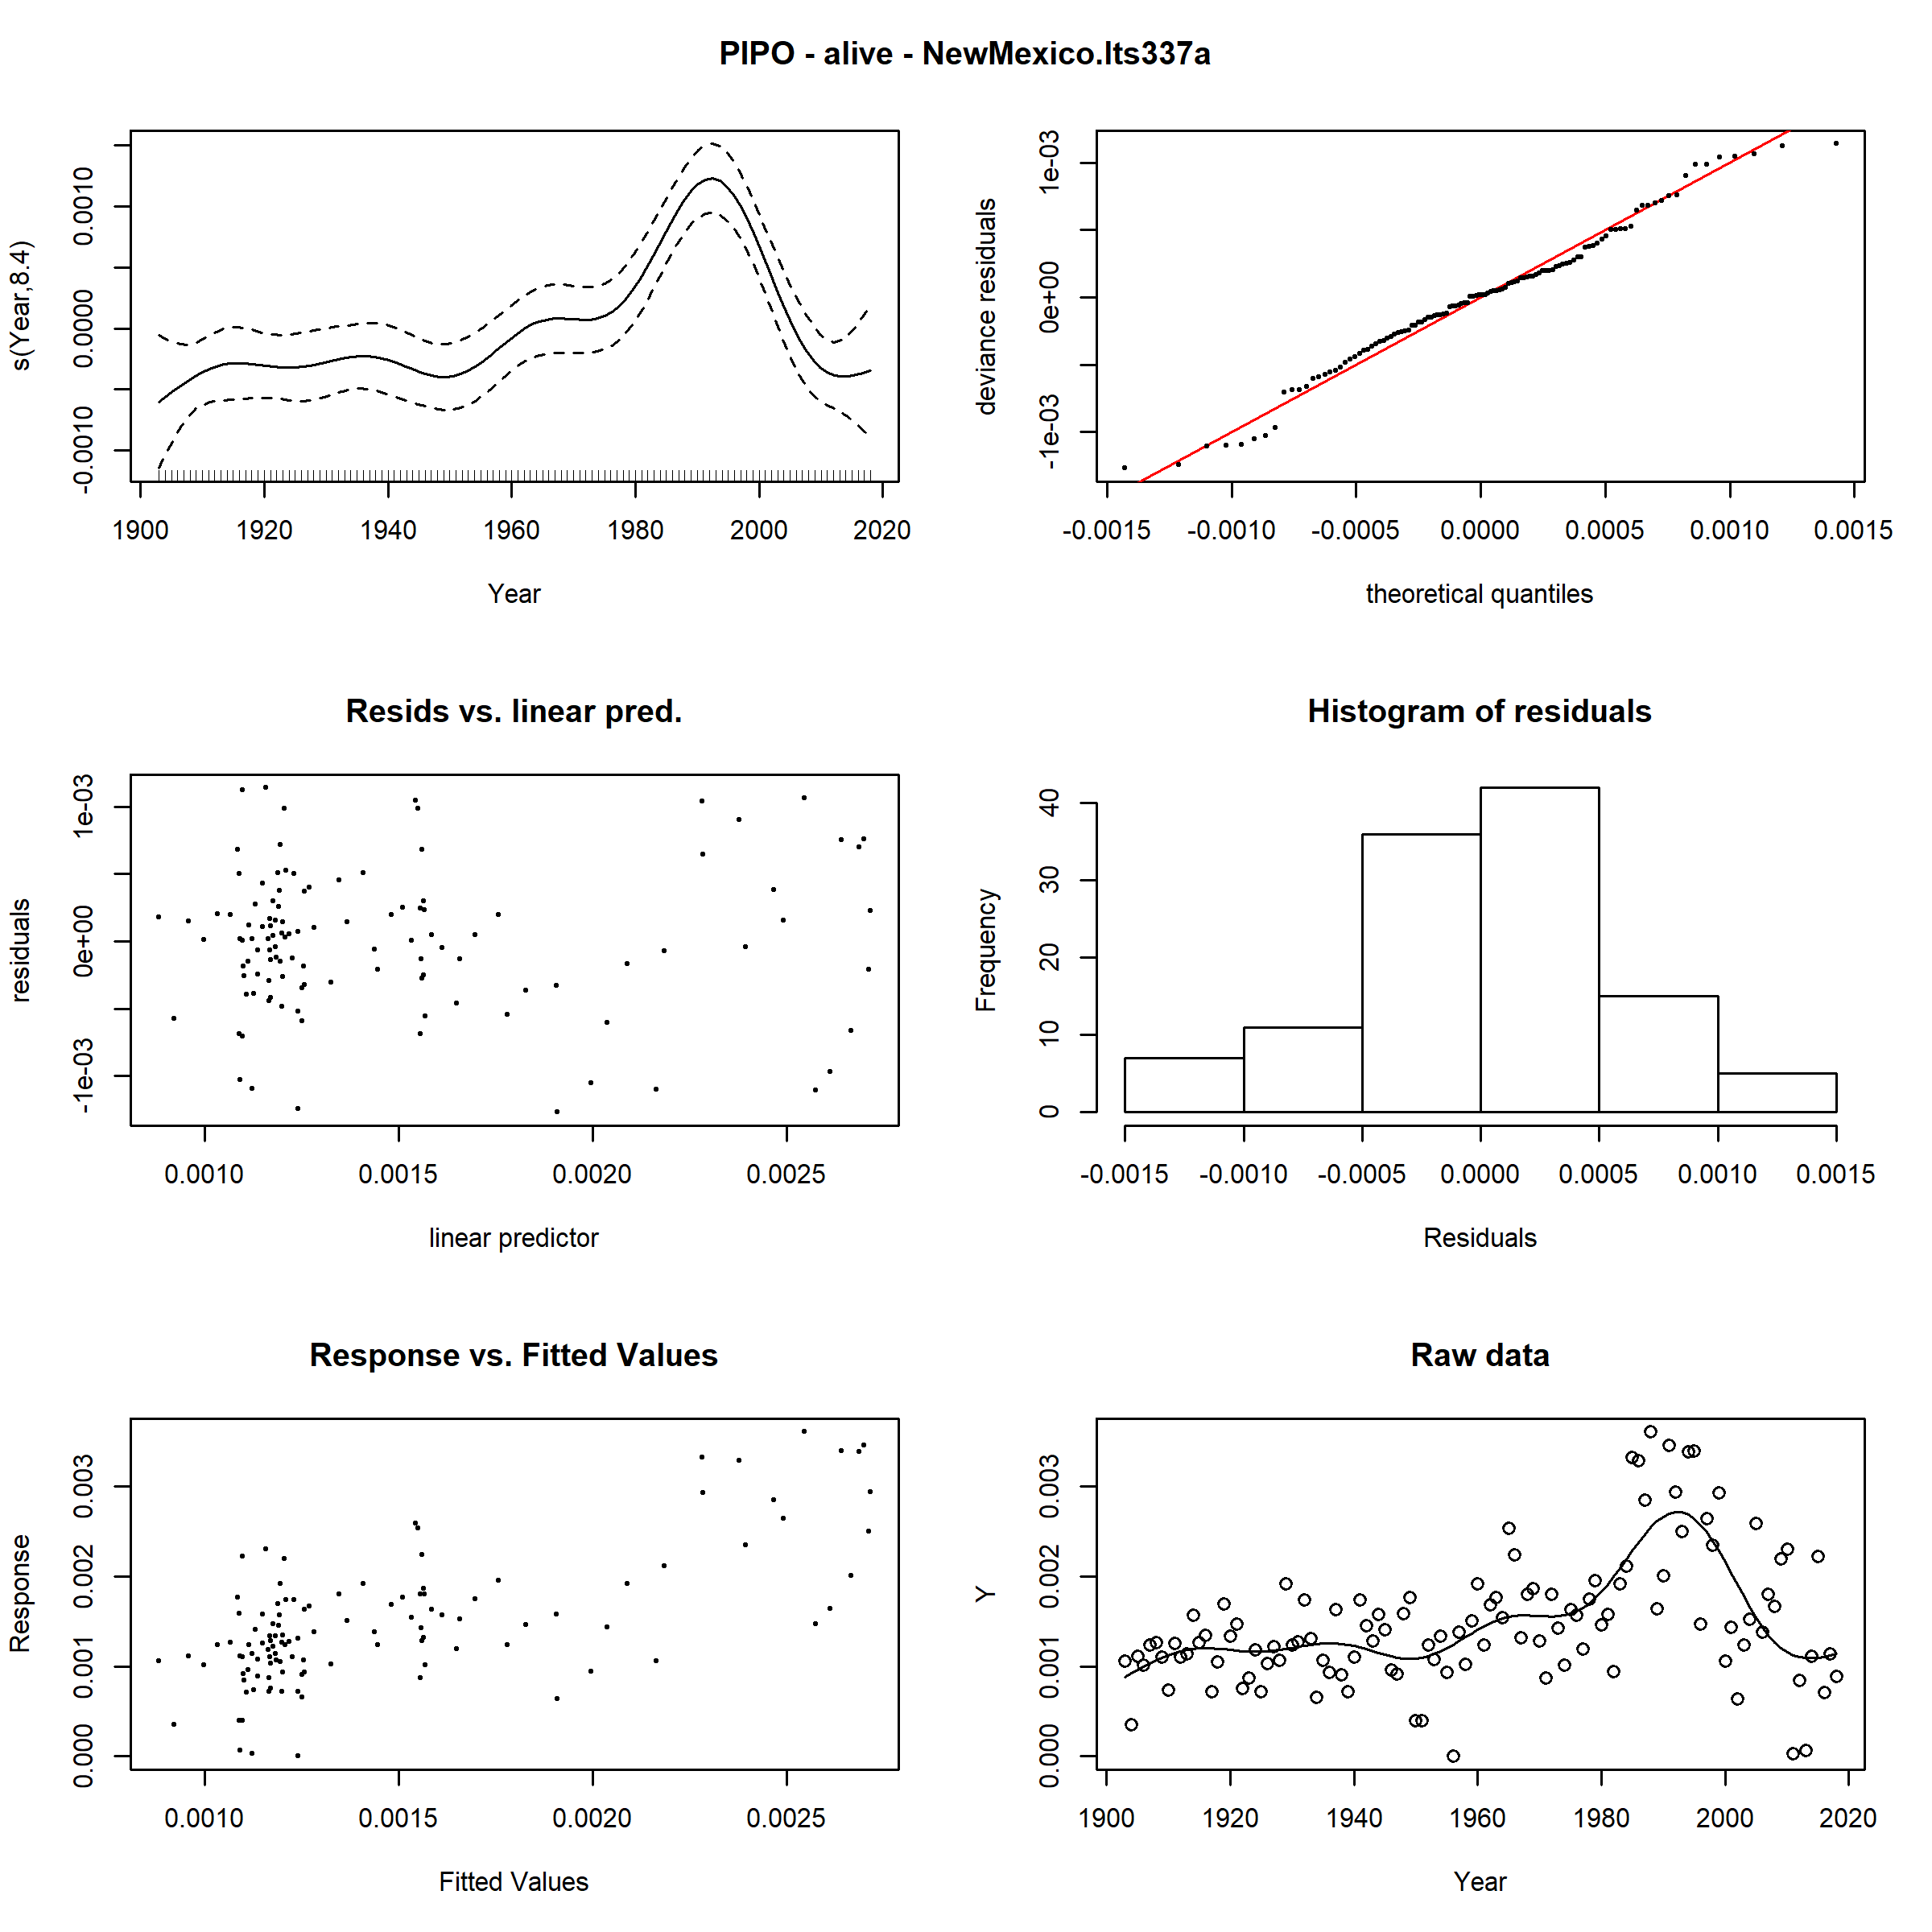 PIPO - alive - NewMexico.lts337a
s(Year,8.4)
-0.0010 0.0000 0.0010
1900 1920 1940 1960 1980 2000 2020
Year
deviance residuals
-1e-03 0e+00 1e-03
-0.0015 -0.0010 -0.0005 0.0000 0.0005 0.0010 0.0015
theoretical quantiles
Resids vs. linear pred.
residuals
-1e-03 0e+00 1e-03
0.0010 0.0015 0.0020 0.0025
linear predictor
Histogram of residuals
Frequency
0 10 20 30 40
-0.0015 -0.0010 -0.0005 0.0000 0.0005 0.0010 0.0015
Residuals
Response vs. Fitted Values
Response
0.000 0.001 0.002 0.003
0.0010 0.0015 0.0020 0.0025
Fitted Values
Raw data
Y
0.000 0.001 0.002 0.003
1900 1920 1940 1960 1980 2000 2020
Year